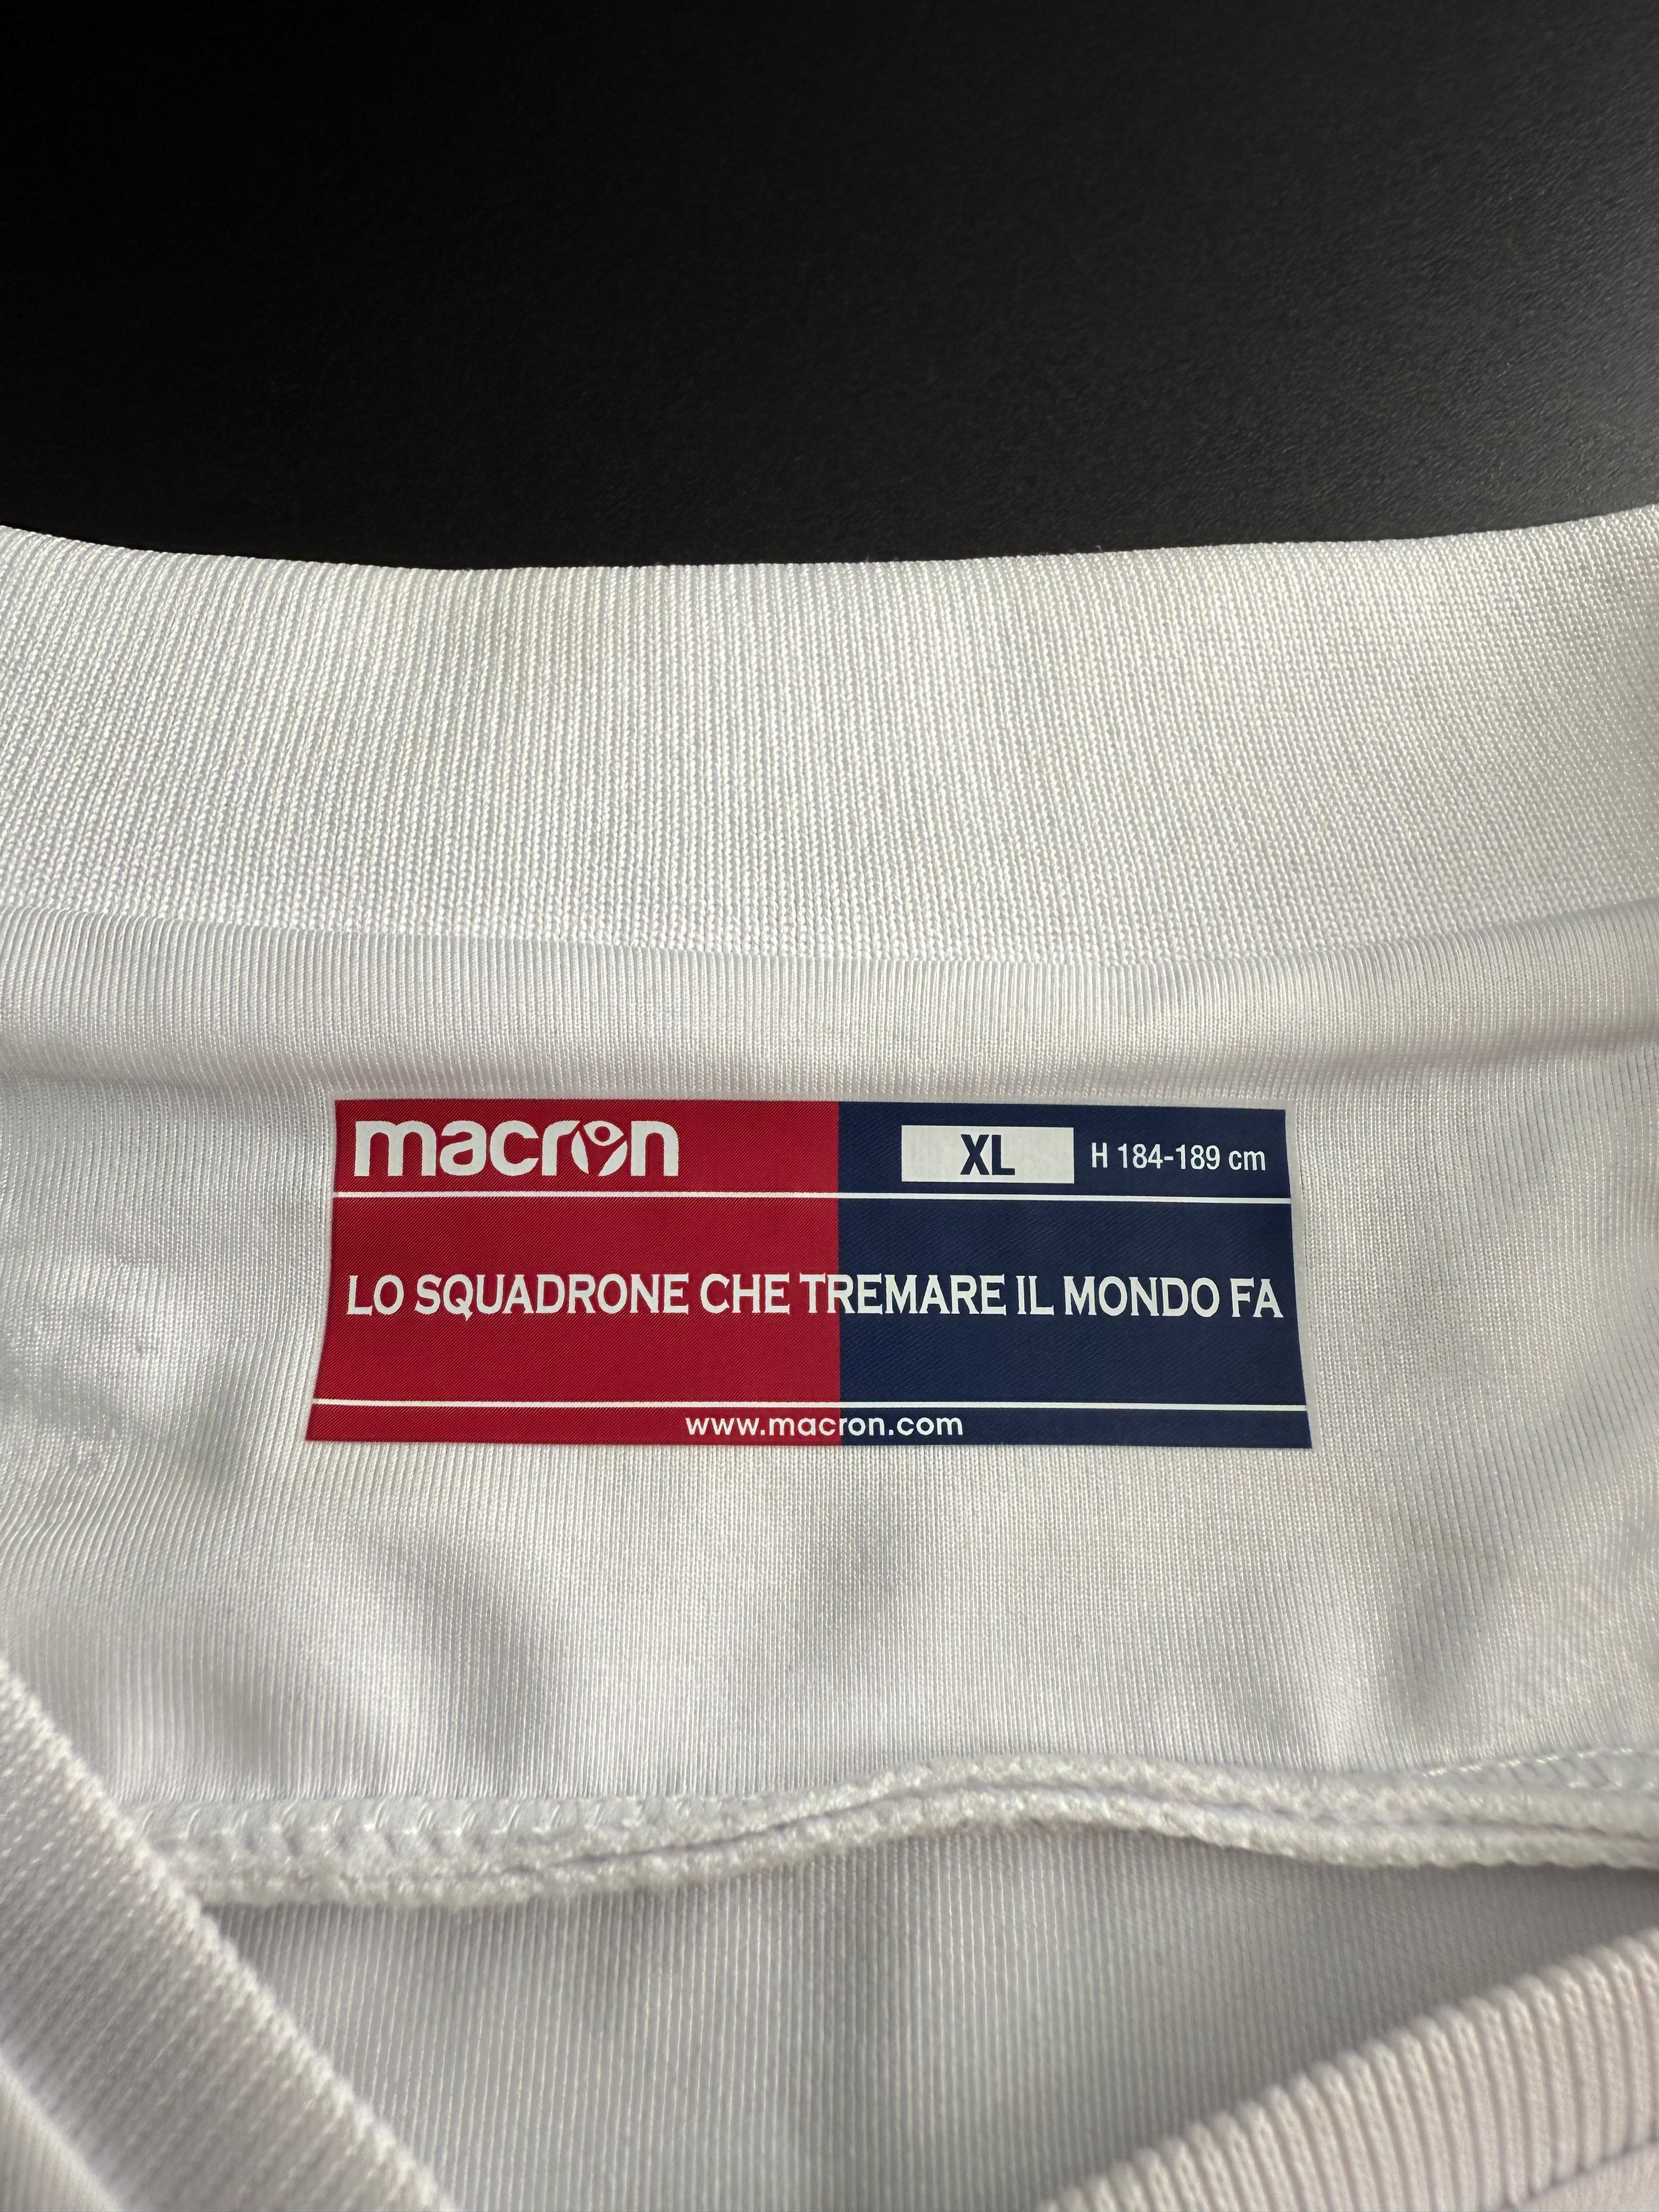 macron XL H 184-189 cm
LO SQUADRONE CHE TREMARE IL MONDO FA
www.macron.com